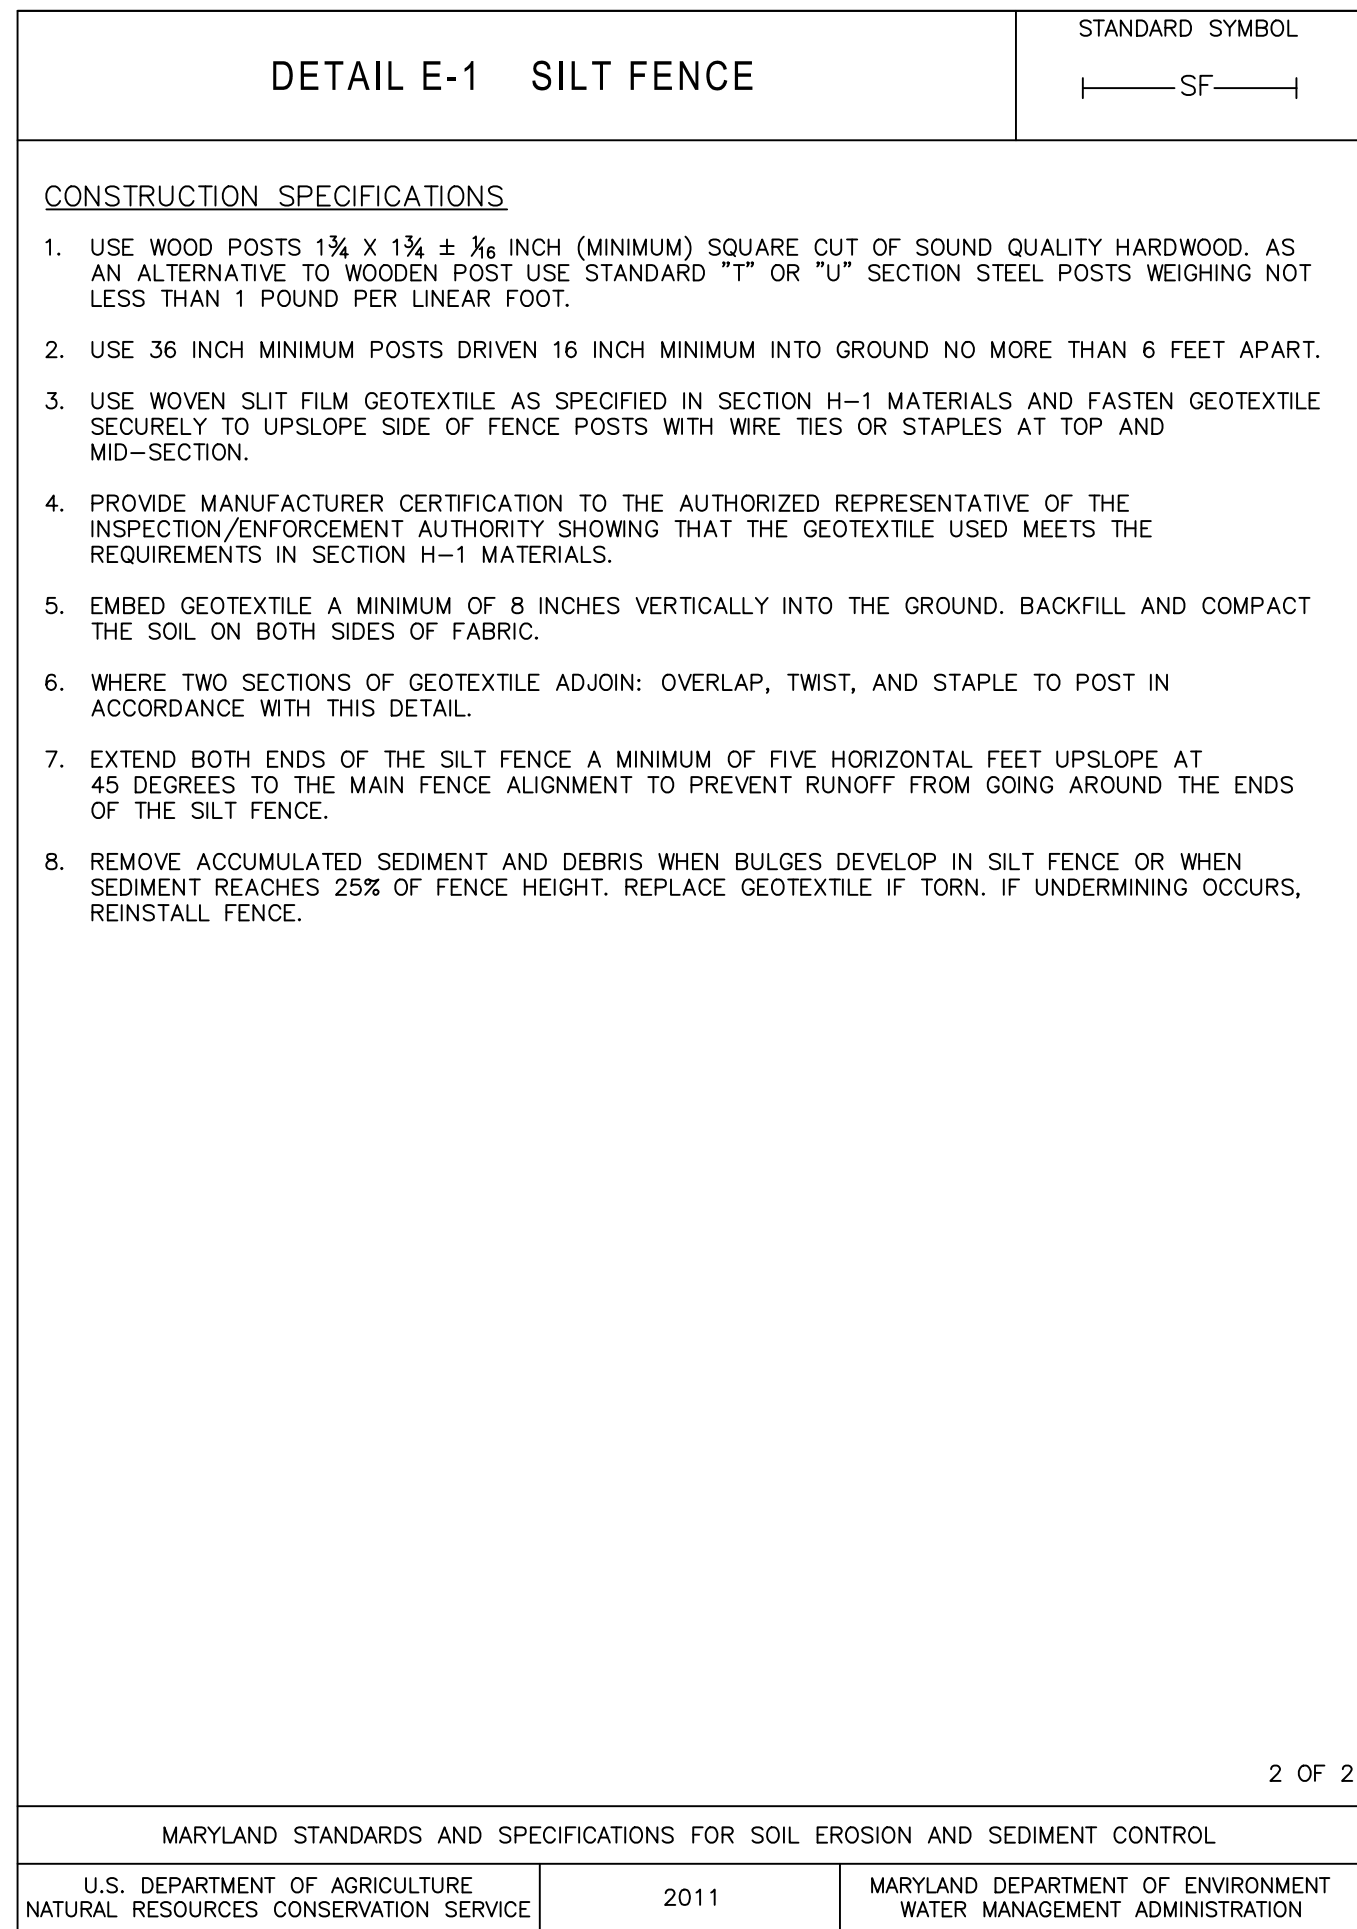 DETAIL E-1 SILT FENCE
STANDARD SYMBOL
SF
CONSTRUCTION SPECIFICATIONS
1. USE WOOD POSTS 1¾ X 1¾ ± 1⁄16 INCH (MINIMUM) SQUARE CUT OF SOUND QUALITY HARDWOOD. AS
AN ALTERNATIVE TO WOODEN POST USE STANDARD "T" OR "U" SECTION STEEL POSTS WEIGHING NOT
LESS THAN 1 POUND PER LINEAR FOOT.
2. USE 36 INCH MINIMUM POSTS DRIVEN 16 INCH MINIMUM INTO GROUND NO MORE THAN 6 FEET APART.
3. USE WOVEN SLIT FILM GEOTEXTILE AS SPECIFIED IN SECTION H-1 MATERIALS AND FASTEN GEOTEXTILE
SECURELY TO UPSLOPE SIDE OF FENCE POSTS WITH WIRE TIES OR STAPLES AT TOP AND
MID-SECTION.
4. PROVIDE MANUFACTURER CERTIFICATION TO THE AUTHORIZED REPRESENTATIVE OF THE
INSPECTION/ENFORCEMENT AUTHORITY SHOWING THAT THE GEOTEXTILE USED MEETS THE
REQUIREMENTS IN SECTION H-1 MATERIALS.
5. EMBED GEOTEXTILE A MINIMUM OF 8 INCHES VERTICALLY INTO THE GROUND. BACKFILL AND COMPACT
THE SOIL ON BOTH SIDES OF FABRIC.
6. WHERE TWO SECTIONS OF GEOTEXTILE ADJOIN: OVERLAP, TWIST, AND STAPLE TO POST IN
ACCORDANCE WITH THIS DETAIL.
7. EXTEND BOTH ENDS OF THE SILT FENCE A MINIMUM OF FIVE HORIZONTAL FEET UPSLOPE AT
45 DEGREES TO THE MAIN FENCE ALIGNMENT TO PREVENT RUNOFF FROM GOING AROUND THE ENDS
OF THE SILT FENCE.
8. REMOVE ACCUMULATED SEDIMENT AND DEBRIS WHEN BULGES DEVELOP IN SILT FENCE OR WHEN
SEDIMENT REACHES 25% OF FENCE HEIGHT. REPLACE GEOTEXTILE IF TORN. IF UNDERMINING OCCURS,
REINSTALL FENCE.
2 OF 2
MARYLAND STANDARDS AND SPECIFICATIONS FOR SOIL EROSION AND SEDIMENT CONTROL
U.S. DEPARTMENT OF AGRICULTURE
NATURAL RESOURCES CONSERVATION SERVICE
2011
MARYLAND DEPARTMENT OF ENVIRONMENT
WATER MANAGEMENT ADMINISTRATION